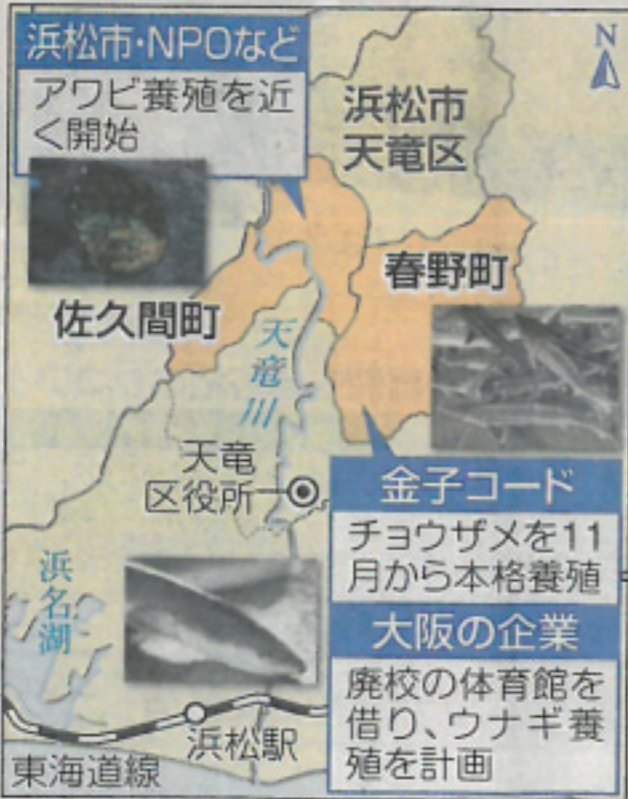 浜松市・NPOなど
アワビ養殖を近
く開始
N
浜松市
天竜区
佐久間町
春野町
天竜川
天竜
区役所
金子コード
チョウザメを11
月から本格養殖
大阪の企業
廃校の体育館を
借り、ウナギ養
殖を計画
浜名湖
浜松駅
東海道線